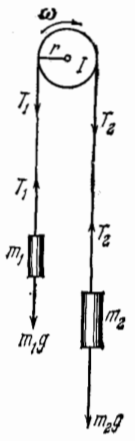 ω
r I
T₁ T₂
T₁ T₂
m₁ m₂
m₁g
m₂g